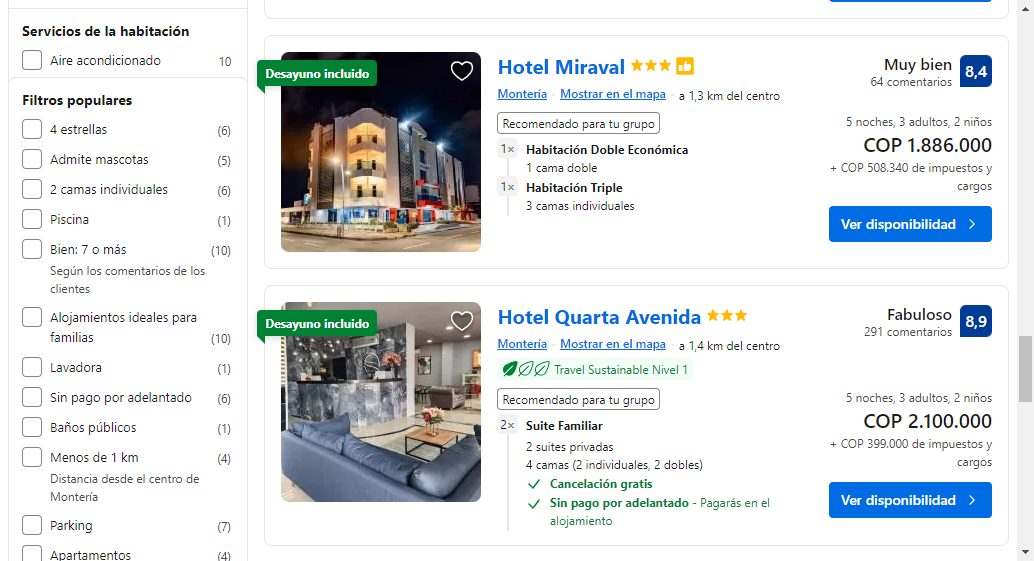 Servicios de la habitación
Aire acondicionado 10
Filtros populares
4 estrellas (6)
Admite mascotas (5)
2 camas individuales (6)
Piscina (1)
Bien: 7 o más (10)
Según los comentarios de los
clientes
Alojamientos ideales para
familias (10)
Lavadora (1)
Sin pago por adelantado (6)
Baños públicos (1)
Menos de 1 km (4)
Distancia desde el centro de
Montería
Parking (7)
Apartamentos (4)
Desayuno incluido
Hotel Miraval
Montería · Mostrar en el mapa · a 1,3 km del centro
Muy bien
64 comentarios
8,4
Recomendado para tu grupo
1× Habitación Doble Económica
1 cama doble
1× Habitación Triple
3 camas individuales
5 noches, 3 adultos, 2 niños
COP 1.886.000
+ COP 508.340 de impuestos y
cargos
Ver disponibilidad
Desayuno incluido
Hotel Quarta Avenida
Montería · Mostrar en el mapa · a 1,4 km del centro
Fabuloso
291 comentarios
8,9
Travel Sustainable Nivel 1
Recomendado para tu grupo
2× Suite Familiar
2 suites privadas
4 camas (2 individuales, 2 dobles)
Cancelación gratis
Sin pago por adelantado - Pagarás en el
alojamiento
5 noches, 3 adultos, 2 niños
COP 2.100.000
+ COP 399.000 de impuestos y
cargos
Ver disponibilidad